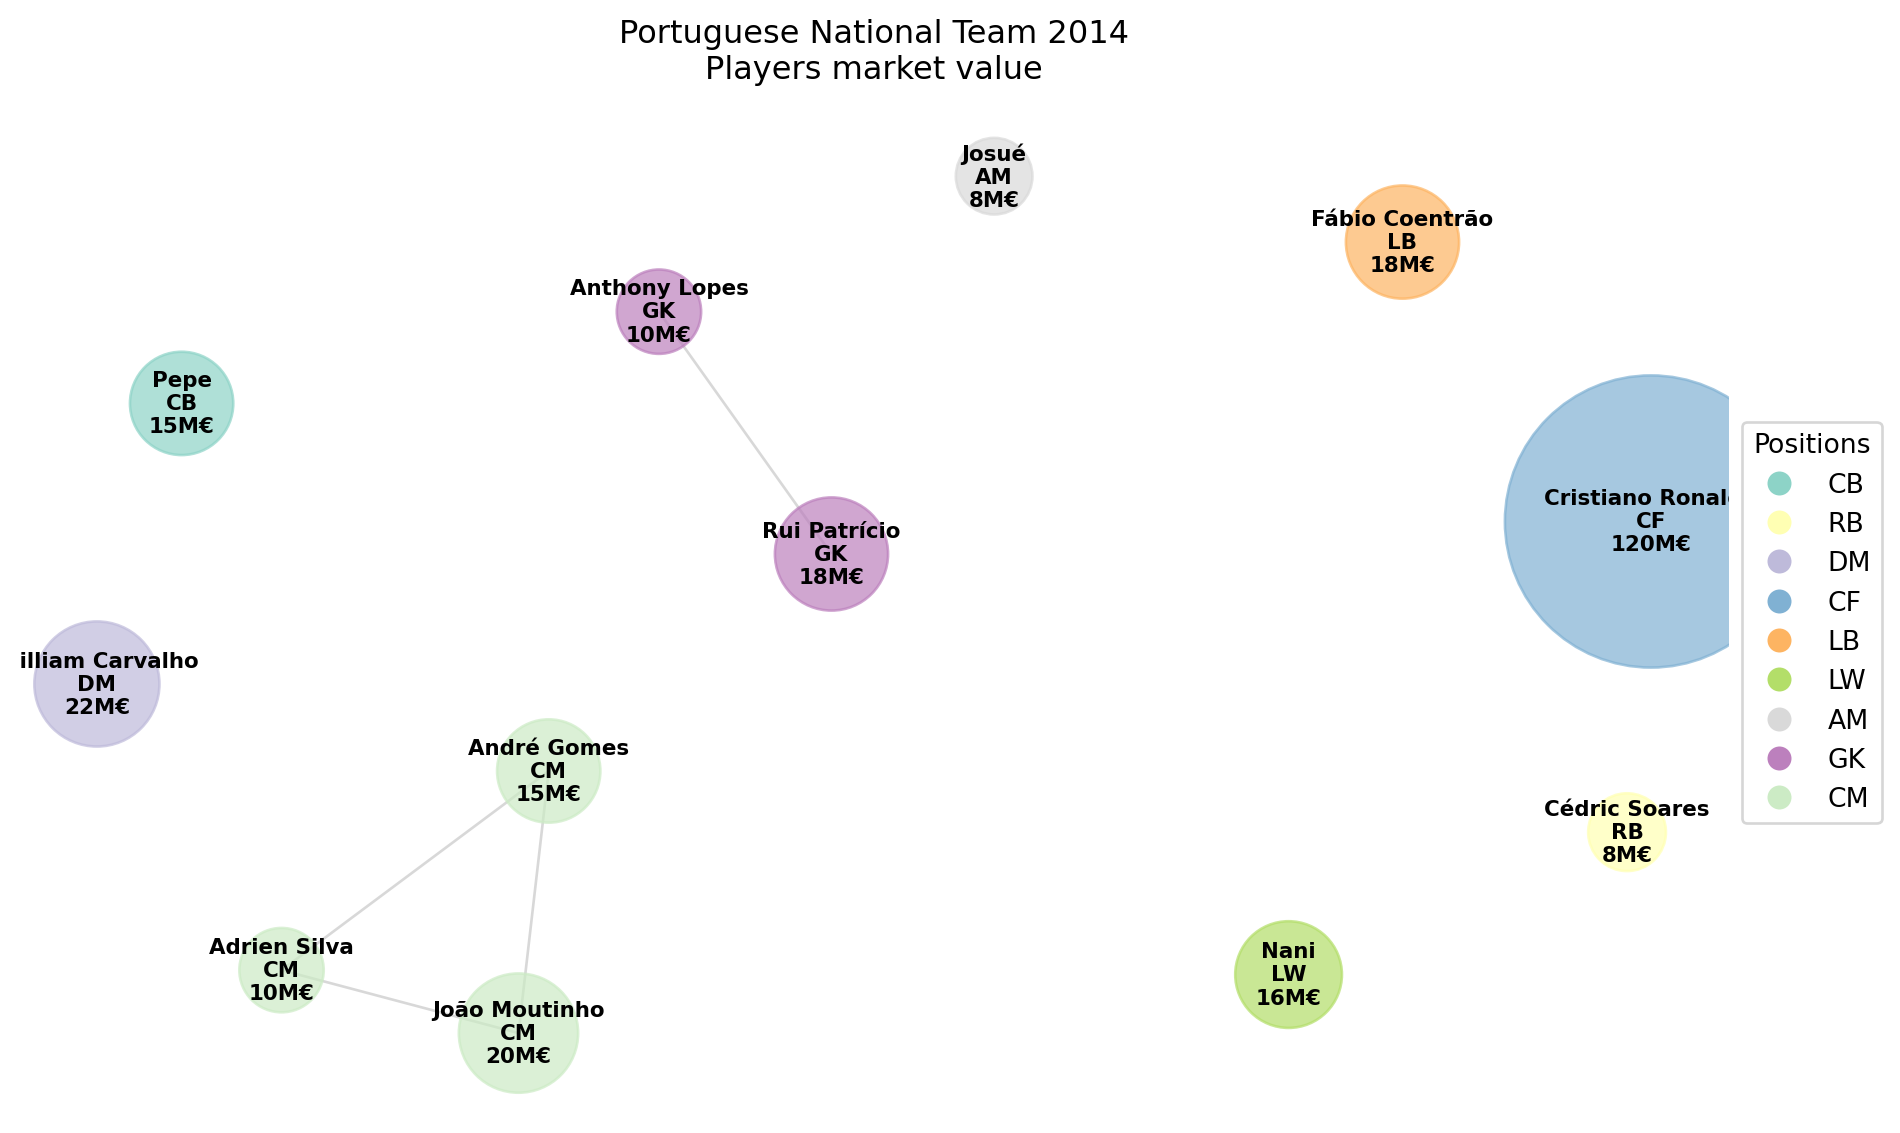 Portuguese National Team 2014
Players market value
Josué
AM
8M€
Fábio Coentrão
LB
18M€
Anthony Lopes
GK
10M€
Pepe
CB
15M€
Cristiano Ronal
CF
120M€
Rui Patrício
GK
18M€
illiam Carvalho
DM
22M€
André Gomes
CM
15M€
Cédric Soares
RB
8M€
Adrien Silva
CM
10M€
Nani
LW
16M€
João Moutinho
CM
20M€
Positions
CB
RB
DM
CF
LB
LW
AM
GK
CM